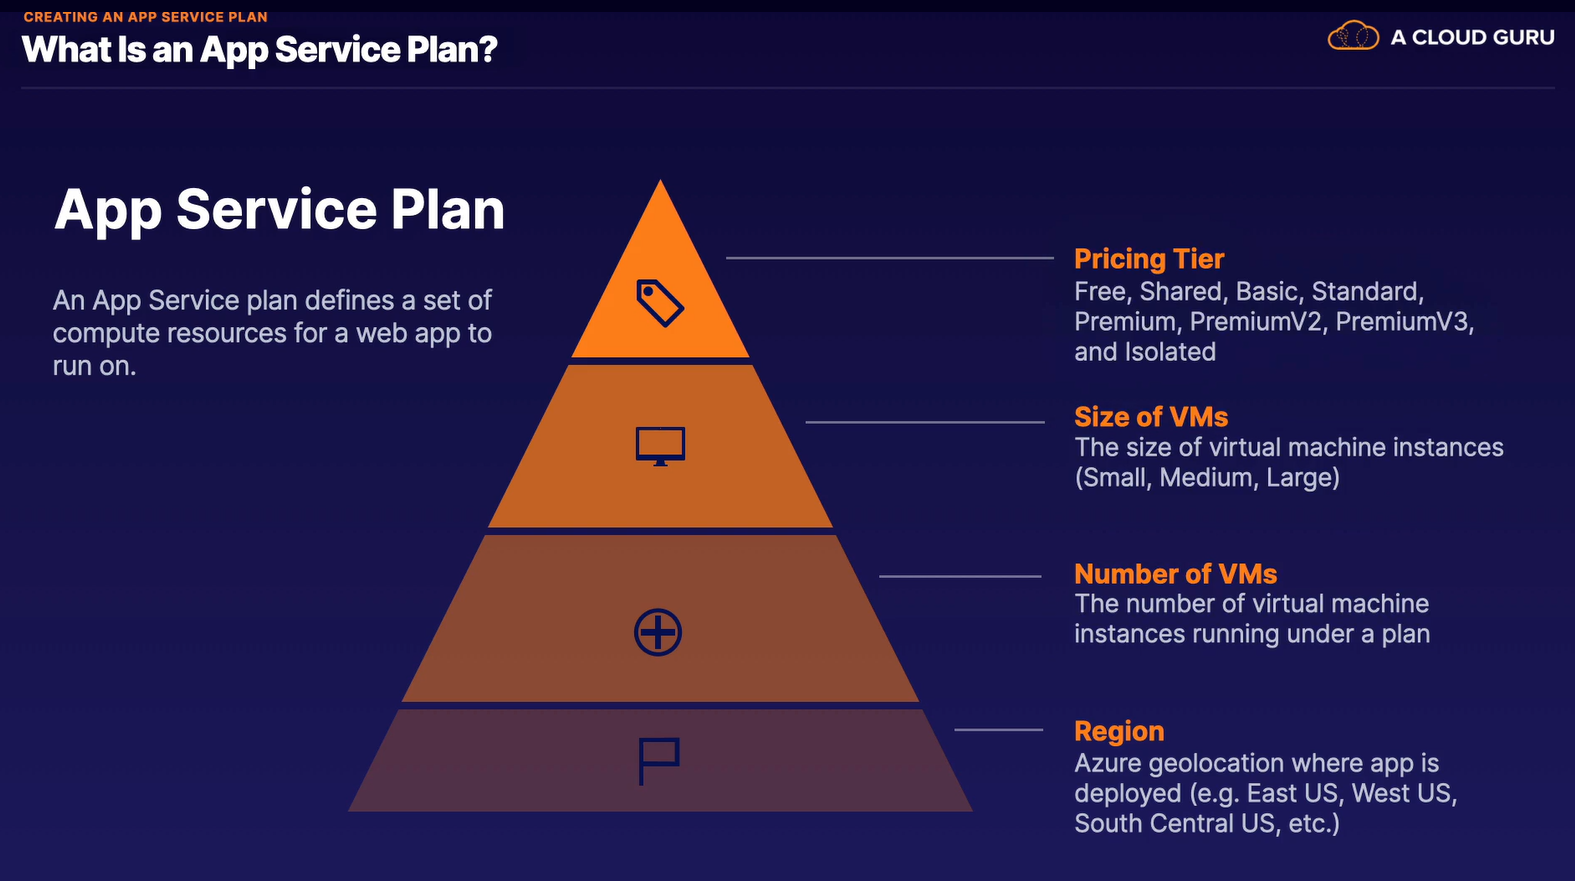 CREATING AN APP SERVICE PLAN
What Is an App Service Plan?
A CLOUD GURU
App Service Plan
An App Service plan defines a set of
compute resources for a web app to
run on.
Pricing Tier
Free, Shared, Basic, Standard,
Premium, PremiumV2, PremiumV3,
and Isolated
Size of VMs
The size of virtual machine instances
(Small, Medium, Large)
Number of VMs
The number of virtual machine
instances running under a plan
Region
Azure geolocation where app is
deployed (e.g. East US, West US,
South Central US, etc.)